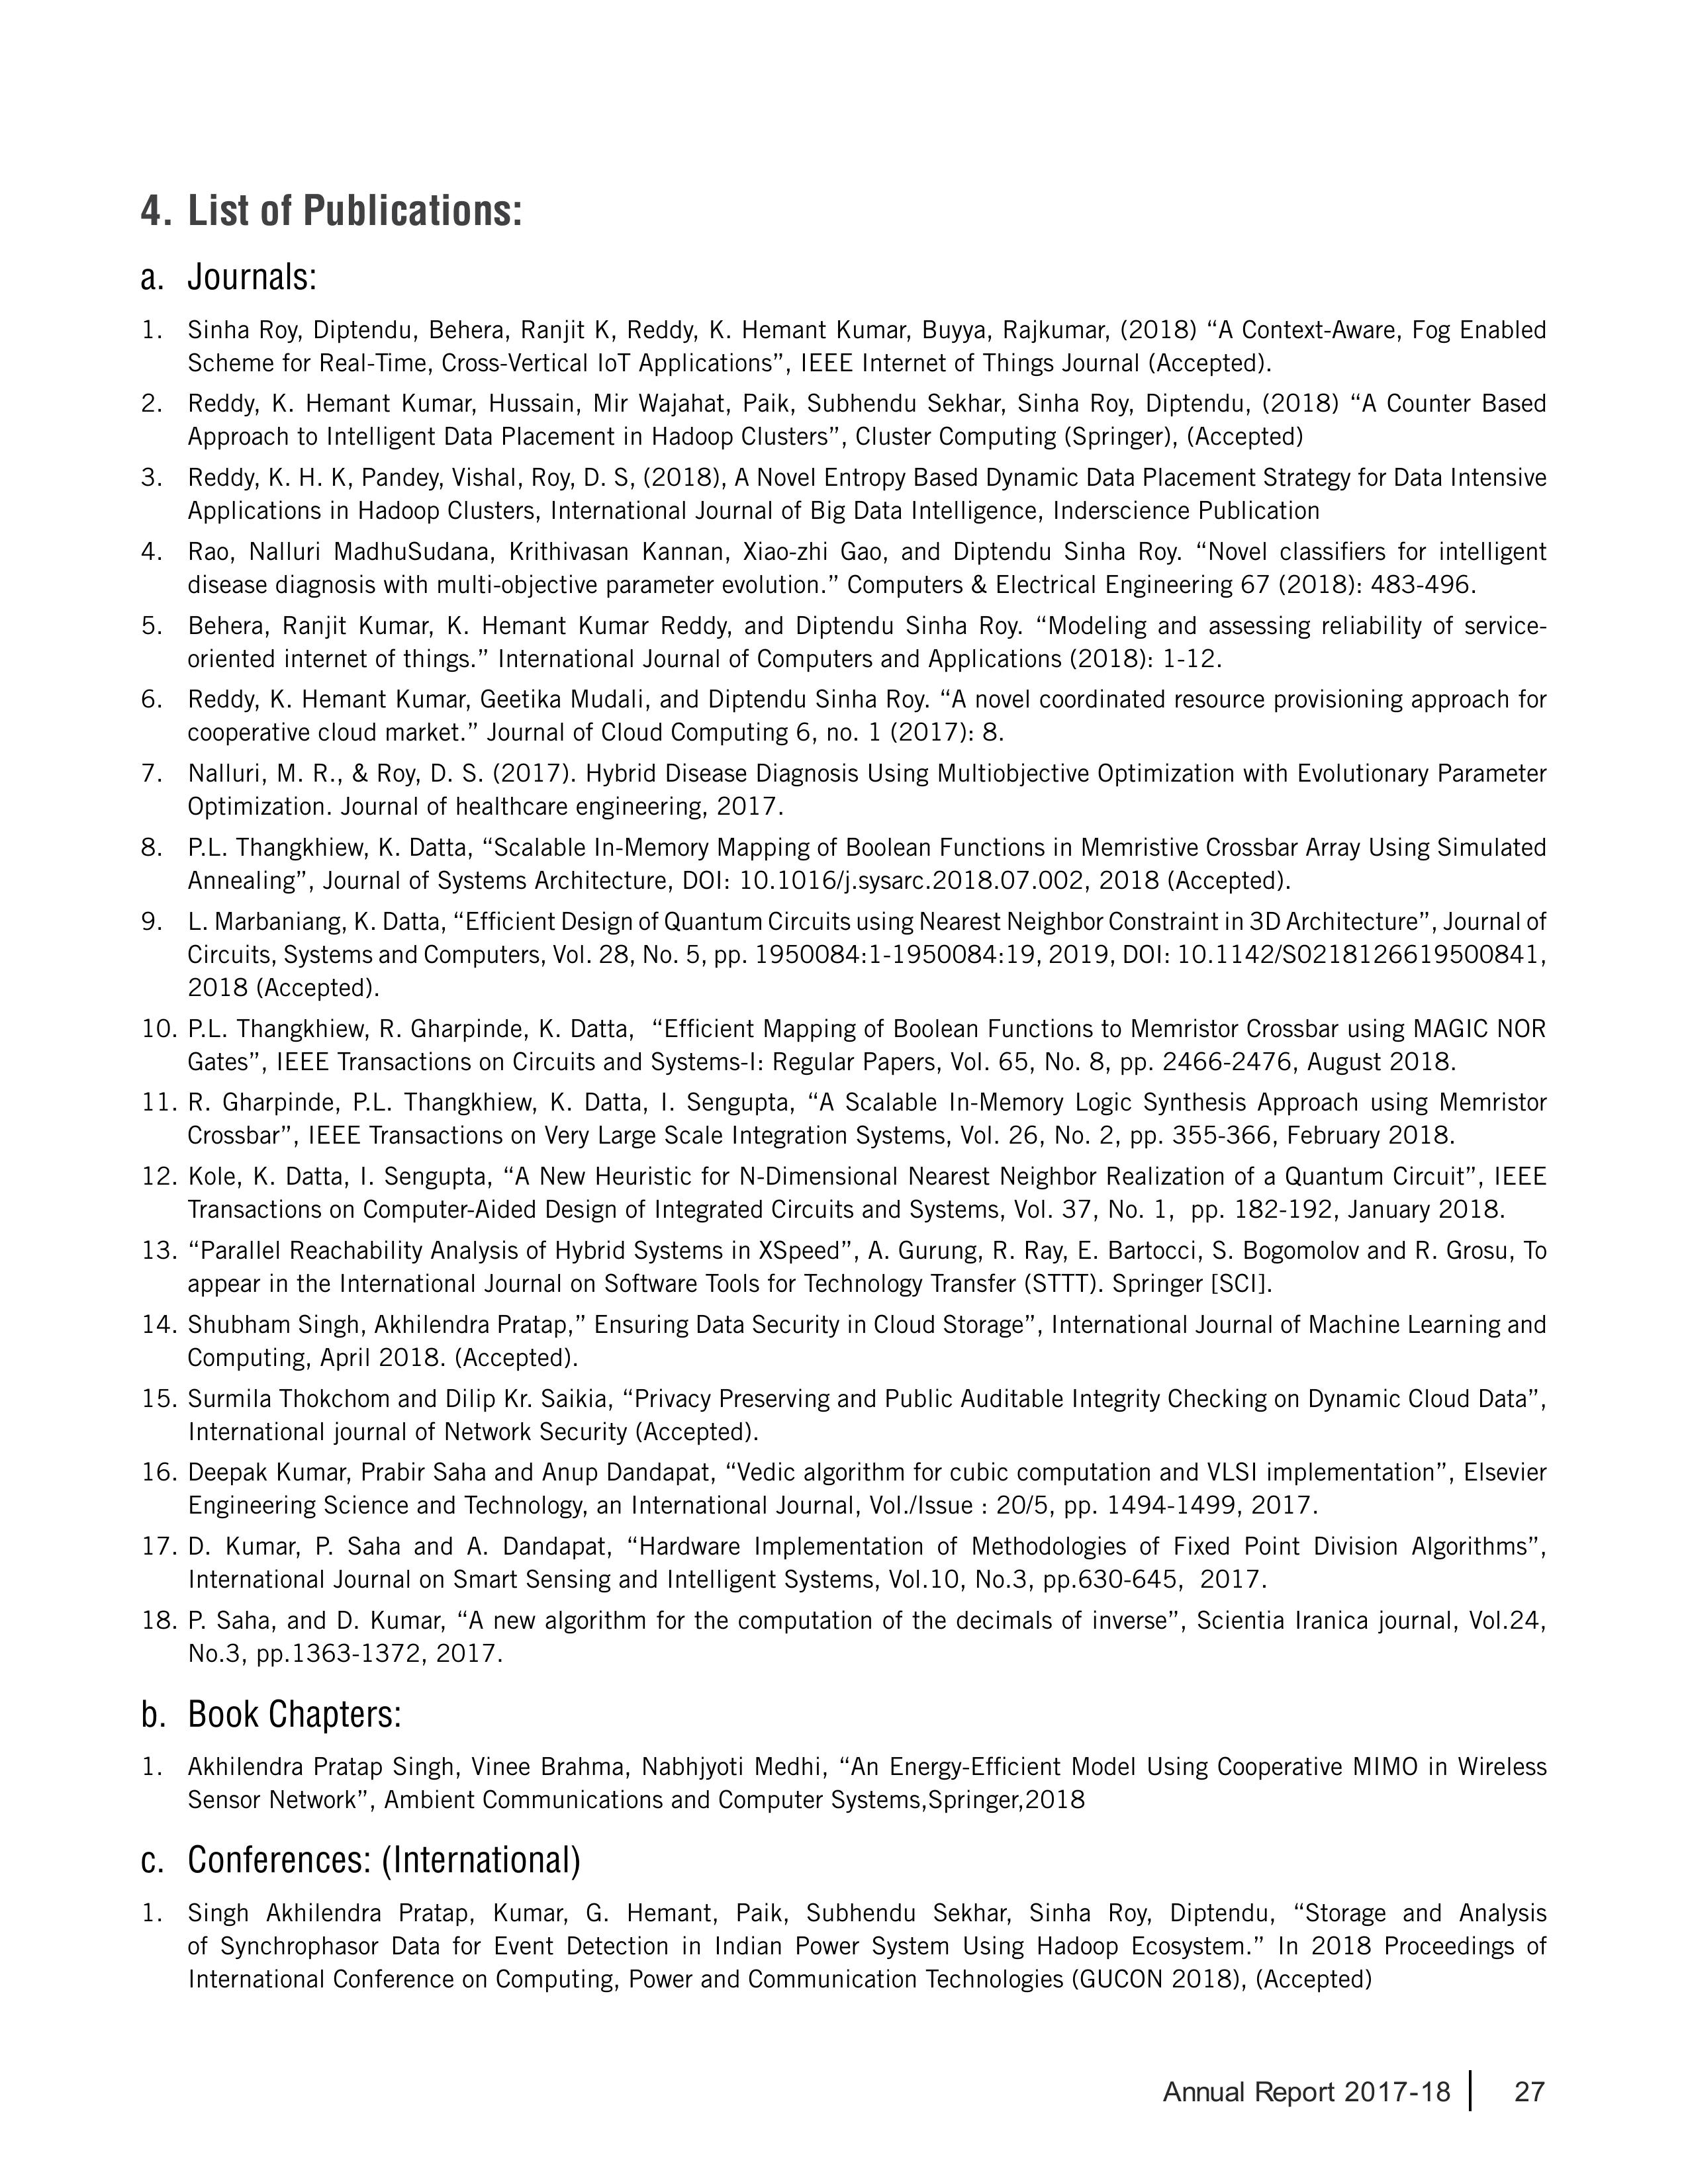 4. List of Publications:
a. Journals:
1. Sinha Roy, Diptendu, Behera, Ranjit K, Reddy, K. Hemant Kumar, Buyya, Rajkumar, (2018) “A Context-Aware, Fog Enabled
Scheme for Real-Time, Cross-Vertical IoT Applications”, IEEE Internet of Things Journal (Accepted).
2. Reddy, K. Hemant Kumar, Hussain, Mir Wajahat, Paik, Subhendu Sekhar, Sinha Roy, Diptendu, (2018) “A Counter Based
Approach to Intelligent Data Placement in Hadoop Clusters”, Cluster Computing (Springer), (Accepted)
3. Reddy, K. H. K, Pandey, Vishal, Roy, D. S, (2018), A Novel Entropy Based Dynamic Data Placement Strategy for Data Intensive
Applications in Hadoop Clusters, International Journal of Big Data Intelligence, Inderscience Publication
4. Rao, Nalluri MadhuSudana, Krithivasan Kannan, Xiao-zhi Gao, and Diptendu Sinha Roy. “Novel classifiers for intelligent
disease diagnosis with multi-objective parameter evolution.” Computers & Electrical Engineering 67 (2018): 483-496.
5. Behera, Ranjit Kumar, K. Hemant Kumar Reddy, and Diptendu Sinha Roy. “Modeling and assessing reliability of service-
oriented internet of things.” International Journal of Computers and Applications (2018): 1-12.
6. Reddy, K. Hemant Kumar, Geetika Mudali, and Diptendu Sinha Roy. “A novel coordinated resource provisioning approach for
cooperative cloud market.” Journal of Cloud Computing 6, no. 1 (2017): 8.
7. Nalluri, M. R., & Roy, D. S. (2017). Hybrid Disease Diagnosis Using Multiobjective Optimization with Evolutionary Parameter
Optimization. Journal of healthcare engineering, 2017.
8. P.L. Thangkhiew, K. Datta, “Scalable In-Memory Mapping of Boolean Functions in Memristive Crossbar Array Using Simulated
Annealing”, Journal of Systems Architecture, DOI: 10.1016/j.sysarc.2018.07.002, 2018 (Accepted).
9. L. Marbaniang, K. Datta, “Efficient Design of Quantum Circuits using Nearest Neighbor Constraint in 3D Architecture”, Journal of
Circuits, Systems and Computers, Vol. 28, No. 5, pp. 1950084:1-1950084:19, 2019, DOI: 10.1142/S0218126619500841,
2018 (Accepted).
10. P.L. Thangkhiew, R. Gharpinde, K. Datta, “Efficient Mapping of Boolean Functions to Memristor Crossbar using MAGIC NOR
Gates”, IEEE Transactions on Circuits and Systems-I: Regular Papers, Vol. 65, No. 8, pp. 2466-2476, August 2018.
11. R. Gharpinde, P.L. Thangkhiew, K. Datta, I. Sengupta, “A Scalable In-Memory Logic Synthesis Approach using Memristor
Crossbar”, IEEE Transactions on Very Large Scale Integration Systems, Vol. 26, No. 2, pp. 355-366, February 2018.
12. Kole, K. Datta, I. Sengupta, “A New Heuristic for N-Dimensional Nearest Neighbor Realization of a Quantum Circuit”, IEEE
Transactions on Computer-Aided Design of Integrated Circuits and Systems, Vol. 37, No. 1, pp. 182-192, January 2018.
13. “Parallel Reachability Analysis of Hybrid Systems in XSpeed”, A. Gurung, R. Ray, E. Bartocci, S. Bogomolov and R. Grosu, To
appear in the International Journal on Software Tools for Technology Transfer (STTT). Springer [SCI].
14. Shubham Singh, Akhilendra Pratap,” Ensuring Data Security in Cloud Storage”, International Journal of Machine Learning and
Computing, April 2018. (Accepted).
15. Surmila Thokchom and Dilip Kr. Saikia, “Privacy Preserving and Public Auditable Integrity Checking on Dynamic Cloud Data”,
International journal of Network Security (Accepted).
16. Deepak Kumar, Prabir Saha and Anup Dandapat, “Vedic algorithm for cubic computation and VLSI implementation”, Elsevier
Engineering Science and Technology, an International Journal, Vol./Issue : 20/5, pp. 1494-1499, 2017.
17. D. Kumar, P. Saha and A. Dandapat, “Hardware Implementation of Methodologies of Fixed Point Division Algorithms”,
International Journal on Smart Sensing and Intelligent Systems, Vol.10, No.3, pp.630-645, 2017.
18. P. Saha, and D. Kumar, “A new algorithm for the computation of the decimals of inverse”, Scientia Iranica journal, Vol.24,
No.3, pp.1363-1372, 2017.
b. Book Chapters:
1. Akhilendra Pratap Singh, Vinee Brahma, Nabhjyoti Medhi, “An Energy-Efficient Model Using Cooperative MIMO in Wireless
Sensor Network”, Ambient Communications and Computer Systems,Springer,2018
c. Conferences: (International)
1. Singh Akhilendra Pratap, Kumar, G. Hemant, Paik, Subhendu Sekhar, Sinha Roy, Diptendu, “Storage and Analysis
of Synchrophasor Data for Event Detection in Indian Power System Using Hadoop Ecosystem.” In 2018 Proceedings of
International Conference on Computing, Power and Communication Technologies (GUCON 2018), (Accepted)
Annual Report 2017-18 27